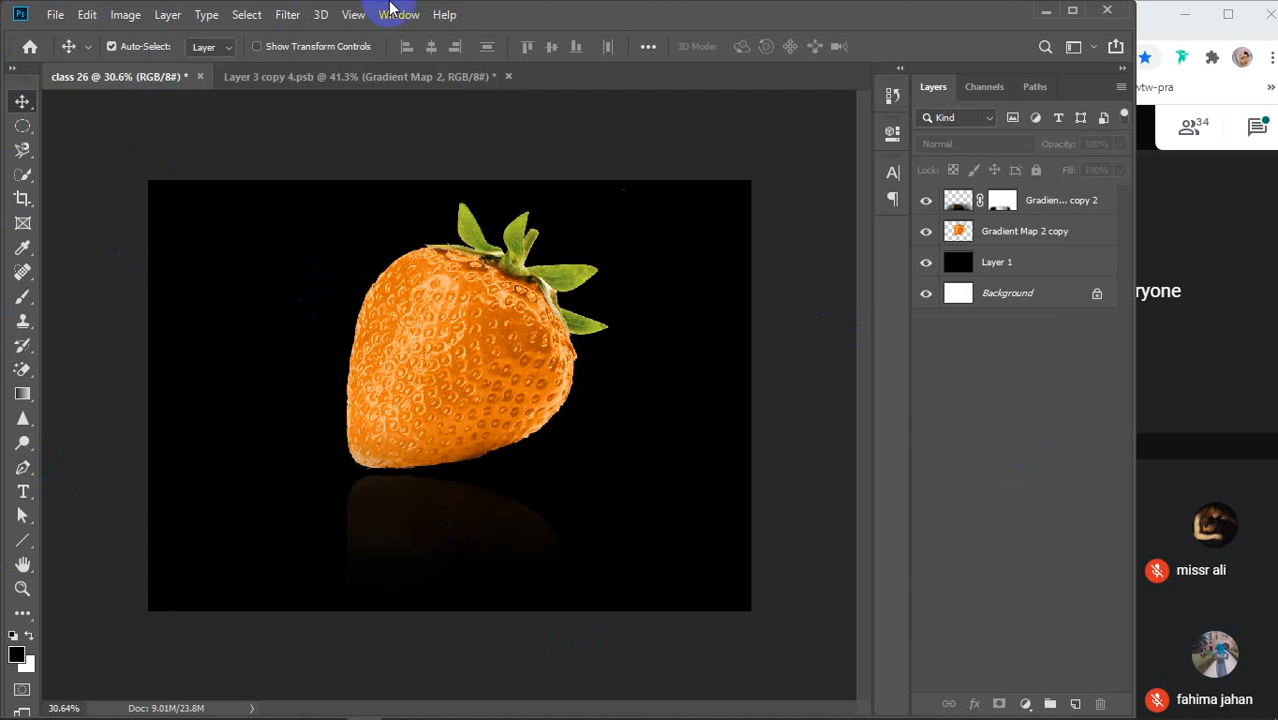 Ps File Edit Image Layer Type Select Filter 3D View Window Help
Auto-Select: Layer Show Transform Controls 3D Mode:
class 26 @ 30.6% (RGB/8#) * Layer 3 copy 4.psb @ 41.3% (Gradient Map 2, RGB/8#) *
Layers Channels Paths
Kind
Normal Opacity: 100%
Lock: Fill: 100%
Gradien... copy 2
Gradient Map 2 copy
Layer 1
Background
30.64% Doc: 9.01M/23.8M
wtw-pra
34
ryone
missr ali
fahima jahan